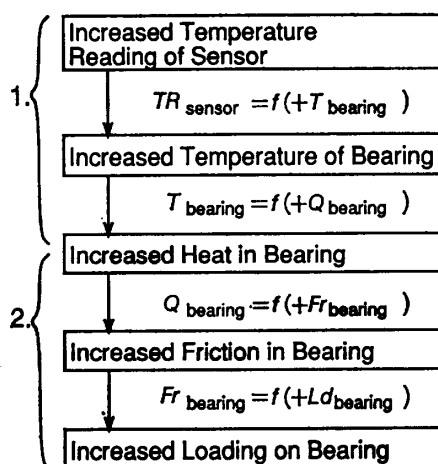 Increased Temperature
Reading of Sensor
1.
TR sensor = f (+T bearing )
Increased Temperature of Bearing
T bearing = f (+Q bearing )
Increased Heat in Bearing
2.
Q bearing = f (+Fr bearing )
Increased Friction in Bearing
Fr bearing = f (+Ld bearing )
Increased Loading on Bearing